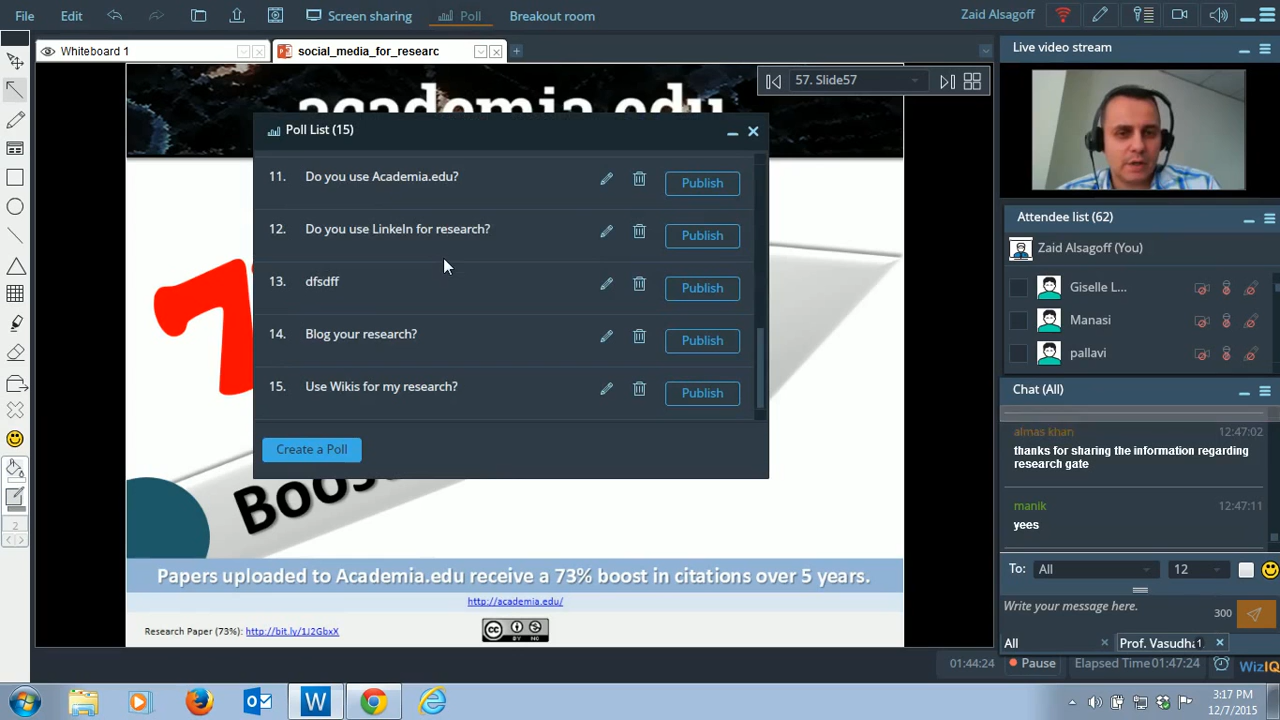 File
Edit
Screen sharing
Poll
Breakout room
Zaid Alsagoff
Whiteboard 1
social_media_for_researc
57. Slide57
Live video stream
academia.edu
Poll List (15)
11. Do you use Academia.edu? Publish
12. Do you use LinkeIn for research? Publish
13. dfsdff Publish
14. Blog your research? Publish
15. Use Wikis for my research? Publish
Create a Poll
Papers uploaded to Academia.edu receive a 73% boost in citations over 5 years.
http://academia.edu/
Research Paper (73%): http://bit.ly/1J2GbxX
Attendee list (62)
Zaid Alsagoff (You)
Giselle L...
Manasi
pallavi
Chat (All)
almas khan 12:47:02
thanks for sharing the information regarding
research gate
manik 12:47:11
yees
To: All 12
Write your message here. 300
All
Prof. Vasudha 1
01:44:24 Pause Elapsed Time 01:47:24 WizIQ
2
W
3:17 PM
12/7/2015